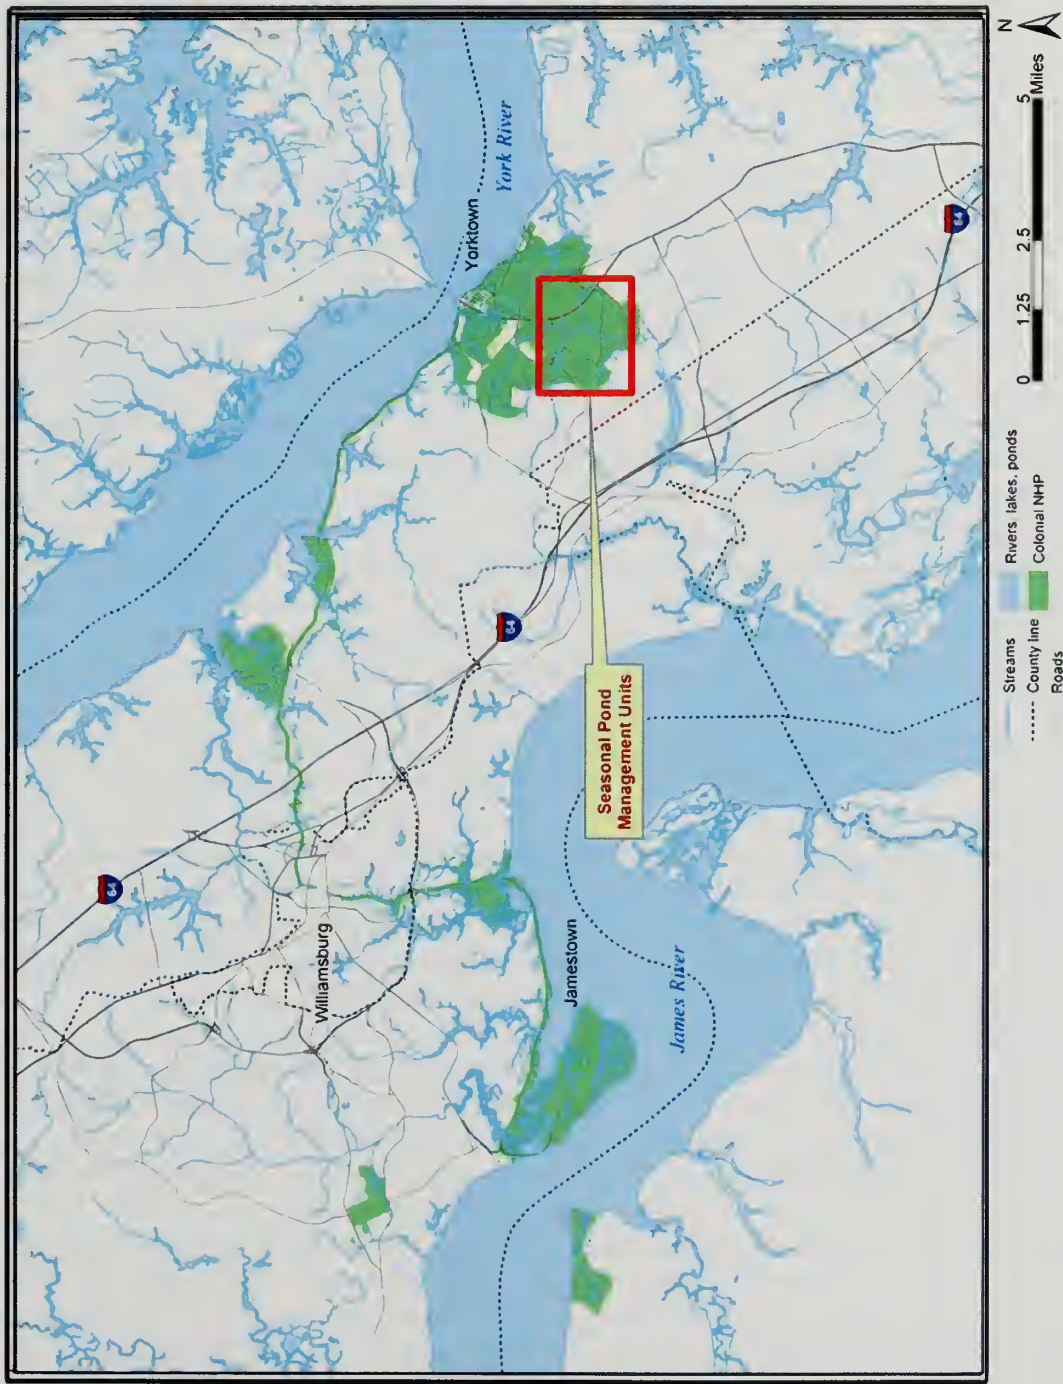 York River
Yorktown
64
Williamsburg
64
Jamestown
James River
Seasonal Pond
Management Units
64
Streams
County line
Roads
Rivers, lakes, ponds
Colonial NHP
0 1.25 2.5 5 Miles
N